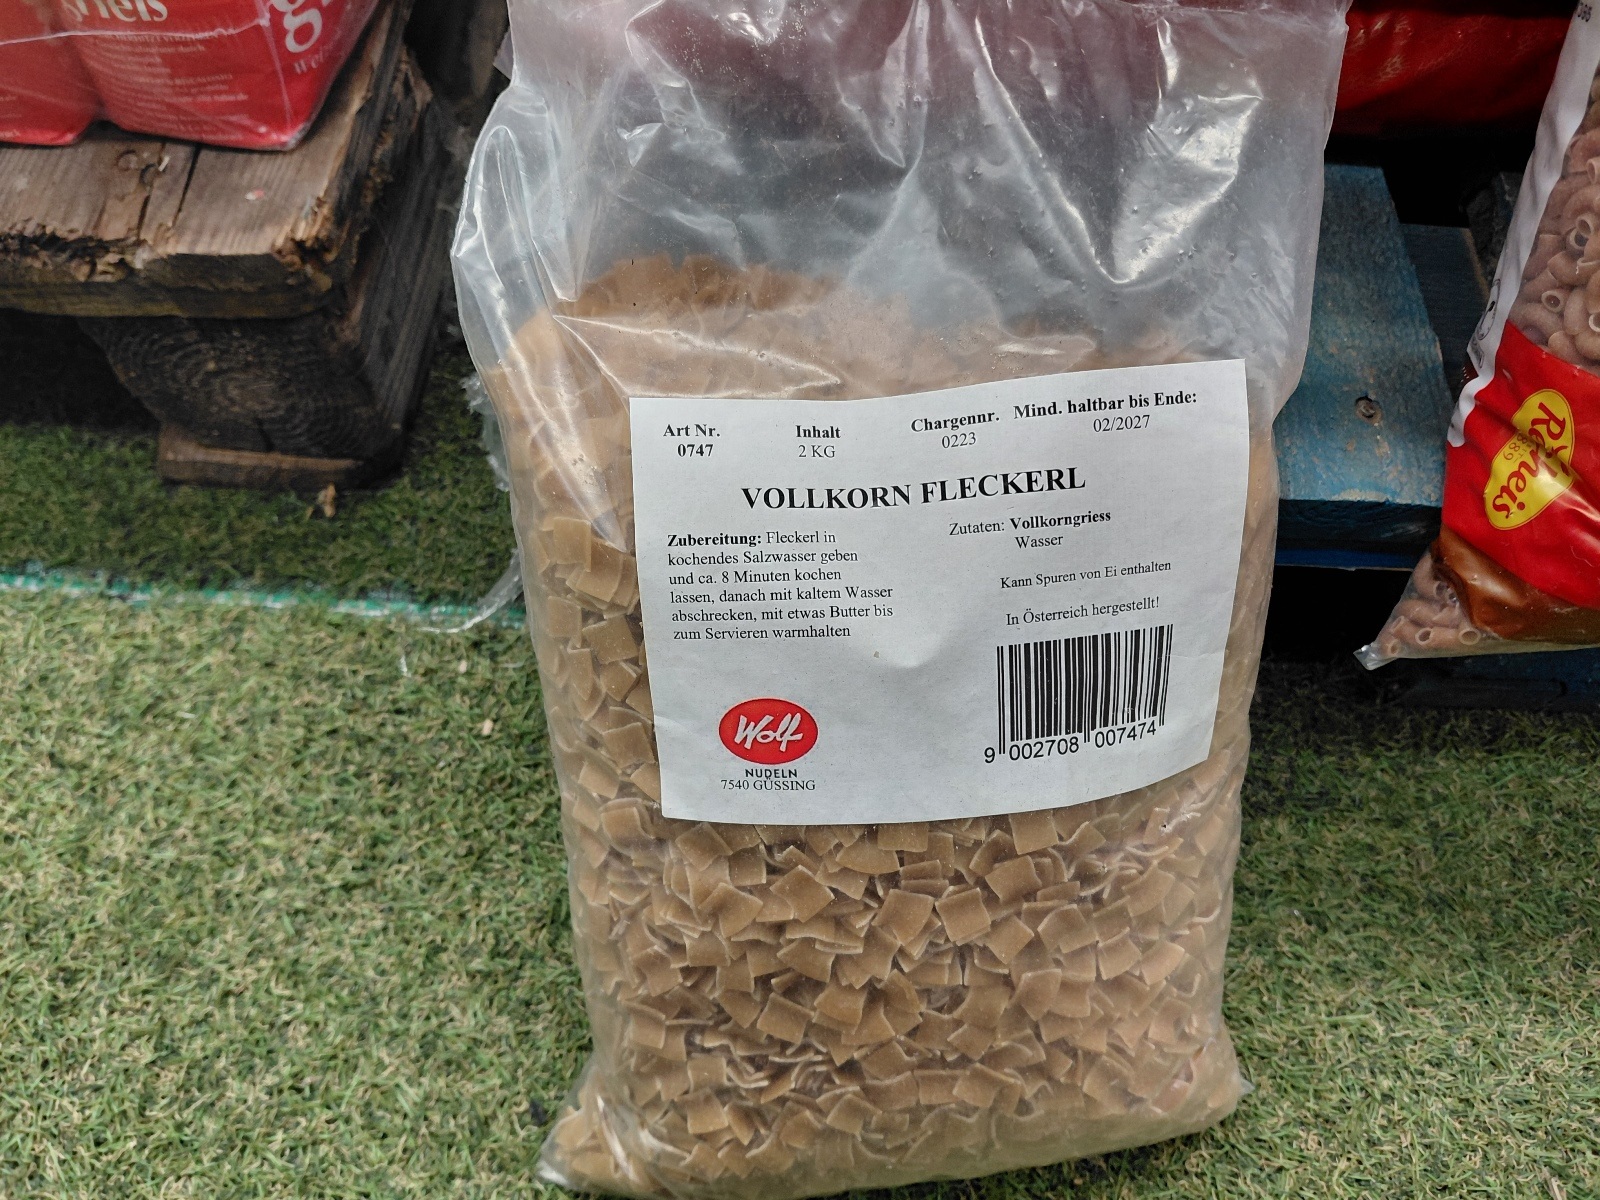 neis
g
Art Nr.
0747
Inhalt
2 KG
Chargennr.
0223
Mind. haltbar bis Ende:
02/2027
VOLLKORN FLECKERL
Zubereitung: Fleckerl in
kochendes Salzwasser geben
und ca. 8 Minuten kochen
lassen, danach mit kaltem Wasser
abschrecken, mit etwas Butter bis
zum Servieren warmhalten
Zutaten: Vollkorngriess
Wasser
Kann Spuren von Ei enthalten
In Österreich hergestellt!
Wolf
NUDELN
7540 GÜSSING
9 002708 007474
Recheis
1889